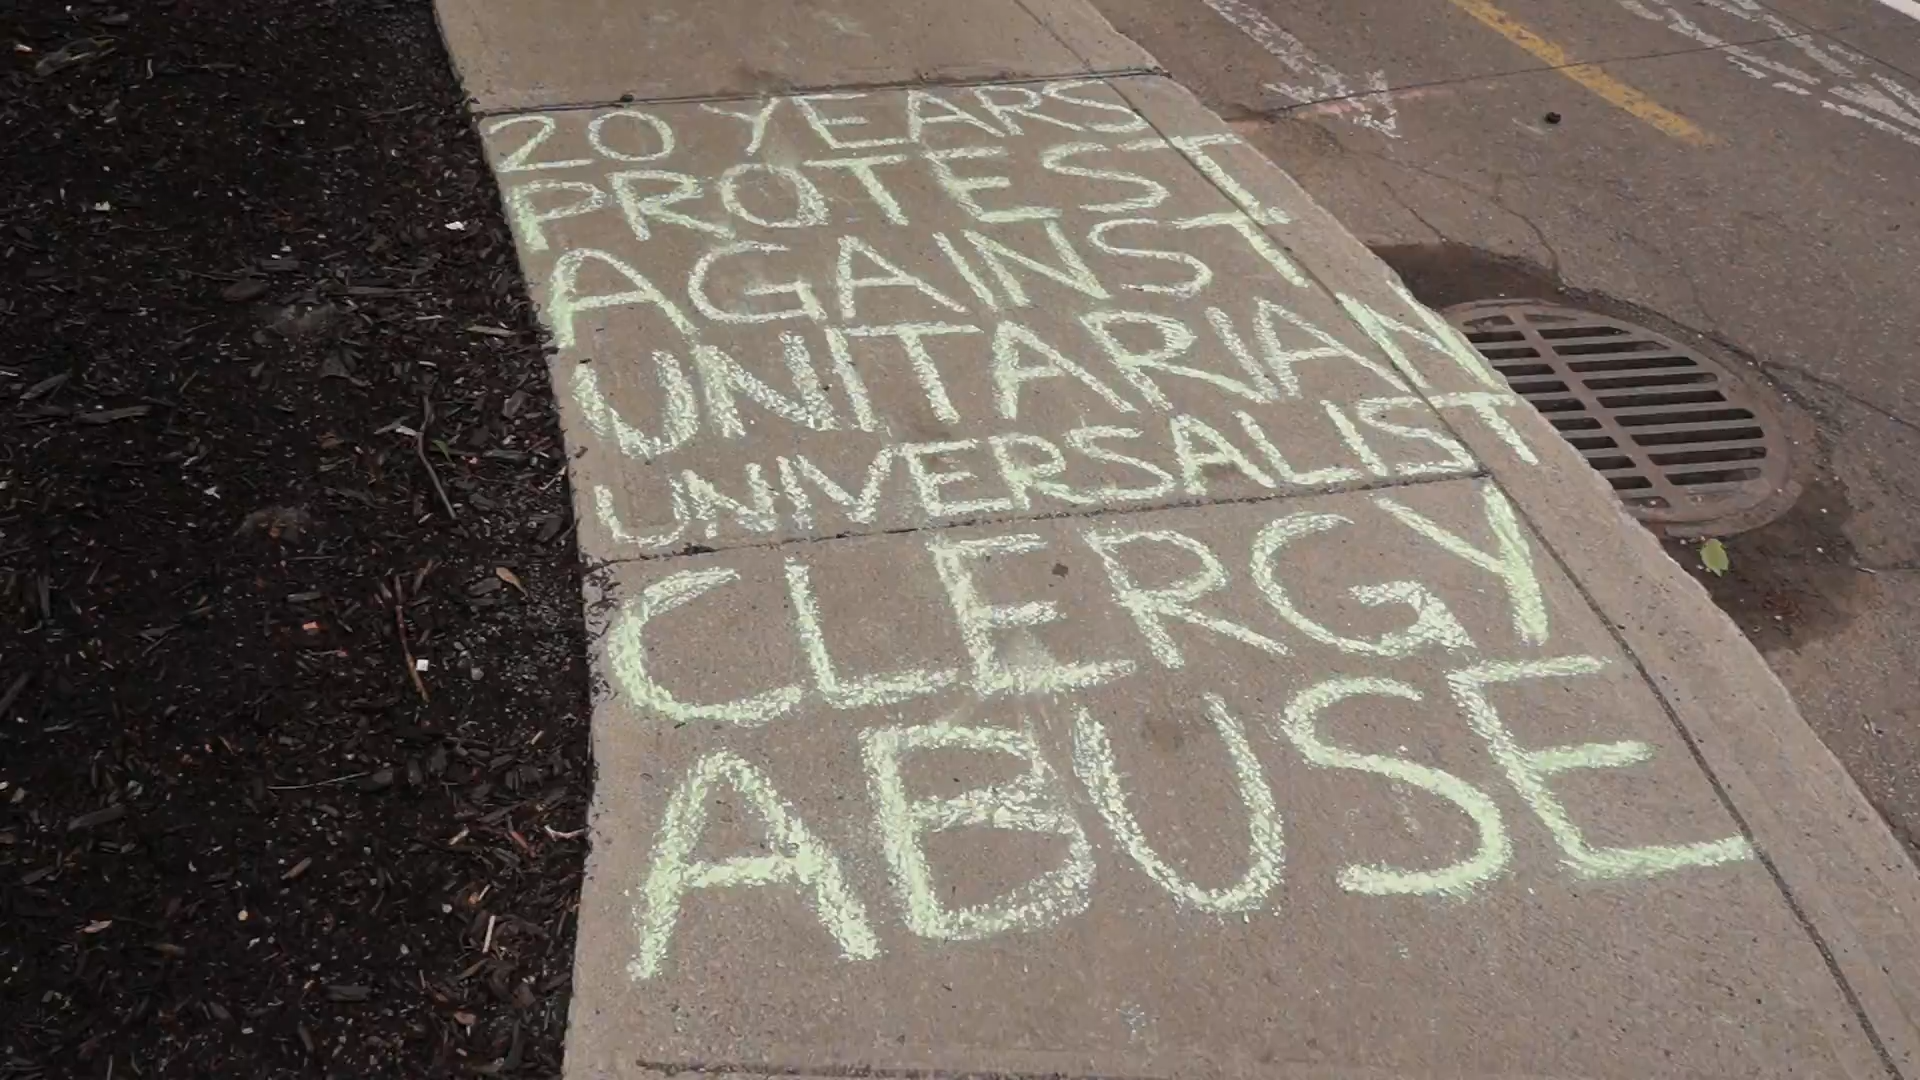 20 YEARS
PROTEST
AGAINST
UNITARIAN
UNIVERSALIST
CLERGY
ABUSE